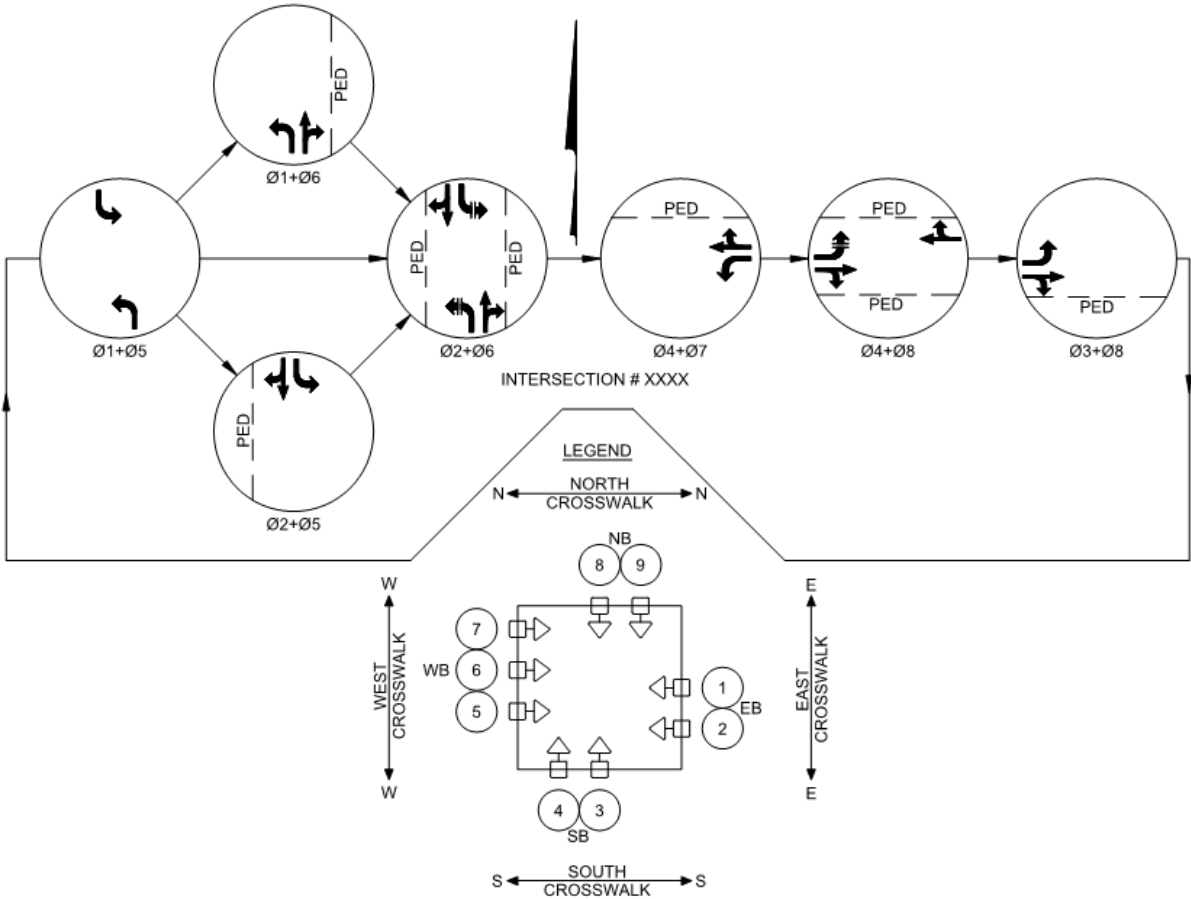 PED
Ø1+Ø6
Ø1+Ø5
PED
PED
Ø2+Ø6
PED
Ø4+Ø7
PED
PED
Ø4+Ø8
PED
Ø3+Ø8
PED
Ø2+Ø5
INTERSECTION # XXXX
LEGEND
N NORTH N
CROSSWALK
NB
8 9
W
E
WEST
CROSSWALK
W
7
WB 6
5
1
EB
2
EAST
CROSSWALK
E
4 3
SB
S SOUTH S
CROSSWALK